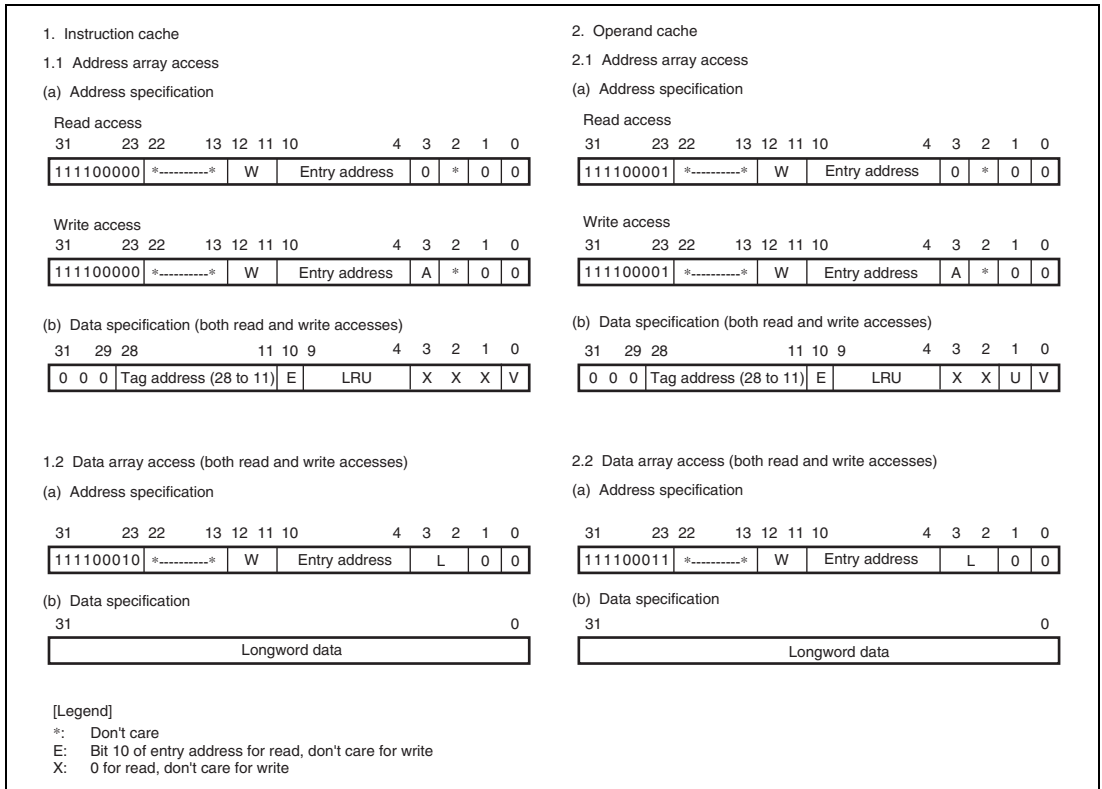 1. Instruction cache
1.1 Address array access
(a) Address specification
Read access
31 23 22 13 12 11 10 4 3 2 1 0
111100000 *----------* W Entry address 0 * 0 0
Write access
31 23 22 13 12 11 10 4 3 2 1 0
111100000 *----------* W Entry address A * 0 0
(b) Data specification (both read and write accesses)
31 29 28 11 10 9 4 3 2 1 0
0 0 0 Tag address (28 to 11) E LRU X X X V
1.2 Data array access (both read and write accesses)
(a) Address specification
31 23 22 13 12 11 10 4 3 2 1 0
111100010 *----------* W Entry address L 0 0
(b) Data specification
31 0
Longword data
2. Operand cache
2.1 Address array access
(a) Address specification
Read access
31 23 22 13 12 11 10 4 3 2 1 0
111100001 *----------* W Entry address 0 * 0 0
Write access
31 23 22 13 12 11 10 4 3 2 1 0
111100001 *----------* W Entry address A * 0 0
(b) Data specification (both read and write accesses)
31 29 28 11 10 9 4 3 2 1 0
0 0 0 Tag address (28 to 11) E LRU X X U V
2.2 Data array access (both read and write accesses)
(a) Address specification
31 23 22 13 12 11 10 4 3 2 1 0
111100011 *----------* W Entry address L 0 0
(b) Data specification
31 0
Longword data
[Legend]
*: Don't care
E: Bit 10 of entry address for read, don't care for write
X: 0 for read, don't care for write